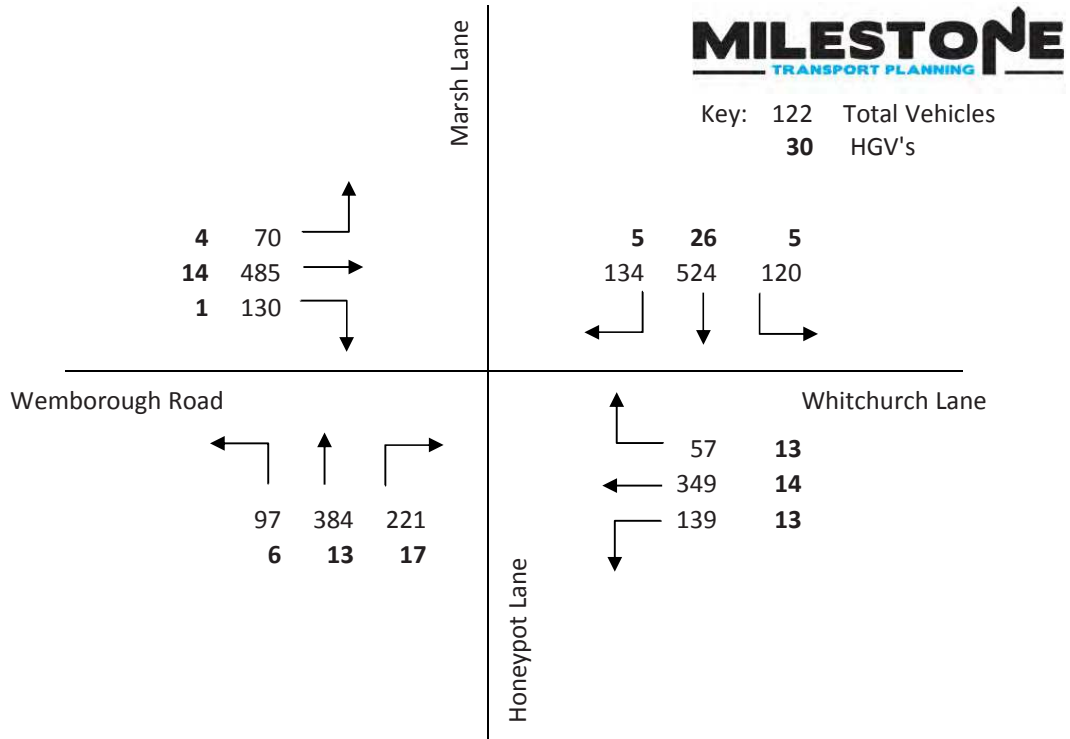 MILESTONE
TRANSPORT PLANNING
Marsh Lane
Key: 122 Total Vehicles
30 HGV's
4 70
14 485
1 130
5 26 5
134 524 120
Wemborough Road
Whitchurch Lane
97 384 221
6 13 17
57 13
349 14
139 13
Honeypot Lane